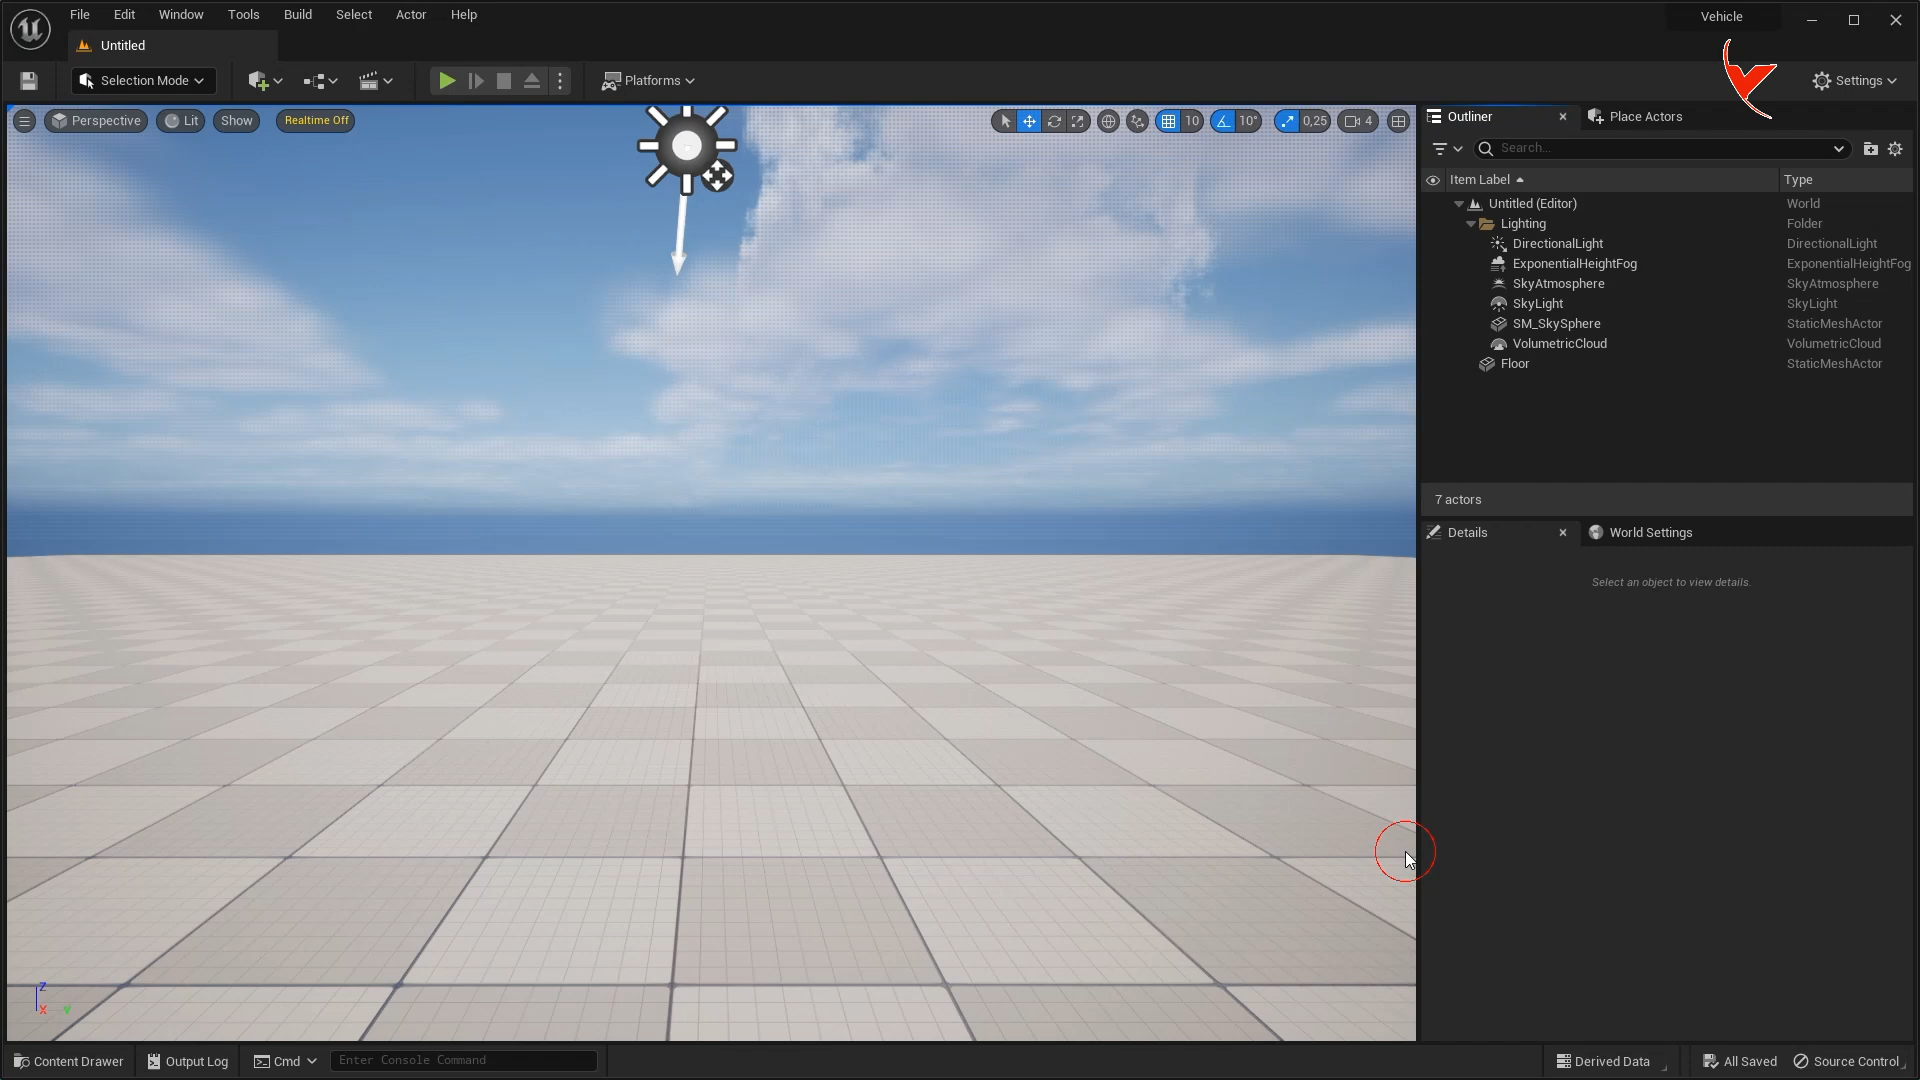 File Edit Window Tools Build Select Actor Help
Vehicle
Untitled
Selection Mode
Platforms
Settings
Perspective Lit Show Realtime Off
10 10° 0,25 4
Outliner
Place Actors
Search...
Item Label Type
Untitled (Editor) World
Lighting Folder
DirectionalLight DirectionalLight
ExponentialHeightFog ExponentialHeightFog
SkyAtmosphere SkyAtmosphere
SkyLight SkyLight
SM_SkySphere StaticMeshActor
VolumetricCloud VolumetricCloud
Floor StaticMeshActor
7 actors
Details
World Settings
Select an object to view details.
Z
X Y
Content Drawer Output Log Cmd Enter Console Command
Derived Data All Saved Source Control